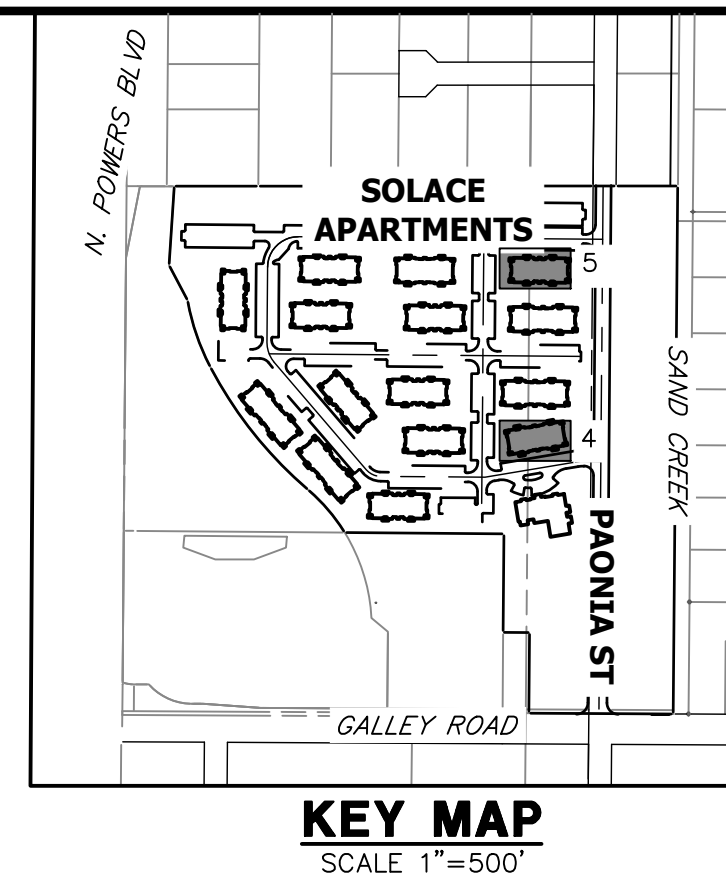 N. POWERS BLVD
SOLACE
APARTMENTS
5
SAND CREEK
4
PAONIA ST
GALLEY ROAD
KEY MAP
SCALE 1"=500'